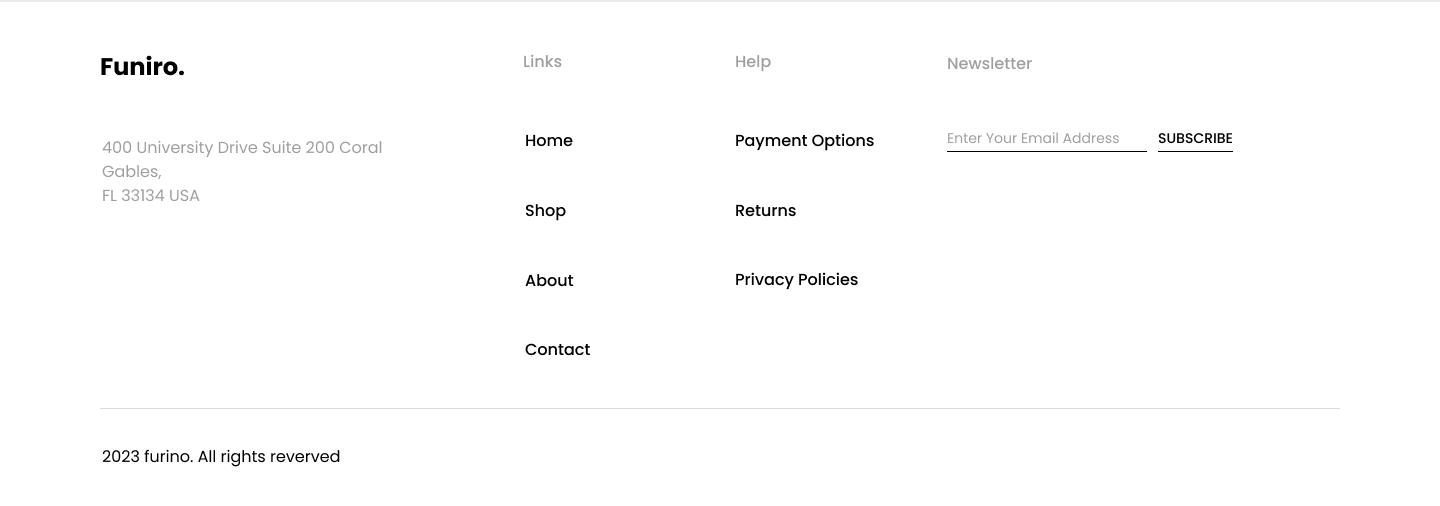 Funiro.
400 University Drive Suite 200 Coral
Gables,
FL 33134 USA
Links
Home
Shop
About
Contact
Help
Payment Options
Returns
Privacy Policies
Newsletter
Enter Your Email Address
SUBSCRIBE
2023 furino. All rights reverved